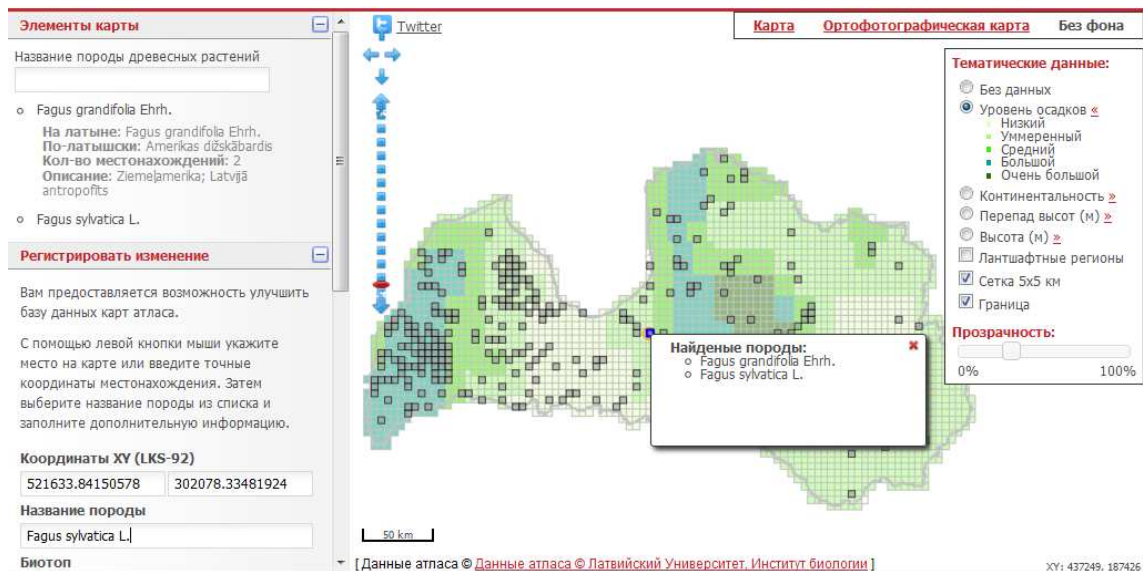 Элементы карты
Название породы древесных растений
Fagus grandifolia Ehrh.
На латыне: Fagus grandifolia Ehrh.
По-латышски: Amerikas dižskābardis
Кол-во местонахождений: 2
Описание: Ziemeļamerika; Latvijā
antropofīts
Fagus sylvatica L.
Регистрировать изменение
Вам предоставляется возможность улучшить
базу данных карт атласа.
С помощью левой кнопки мыши укажите
место на карте или введите точные
координаты местонахождения. Затем
выберите название породы из списка и
заполните дополнительную информацию.
Координаты XY (LKS-92)
521633.84150578 302078.33481924
Название породы
Fagus sylvatica L.
Биотоп
Twitter
Карта Ортофотографическая карта Без фона
Тематические данные:
Без данных
Уровень осадков «
Низкий
Уммеренный
Средний
Большой
Очень большой
Континентальность »
Перепад высот (м) »
Высота (м) »
Лантшафтные регионы
Сетка 5x5 км
Граница
Прозрачность:
0% 100%
Найденые породы:
Fagus grandifolia Ehrh.
Fagus sylvatica L.
50 km
[Данные атласа © Данные атласа © Латвийский Университет, Институт биологии ]
XY: 437249, 187426